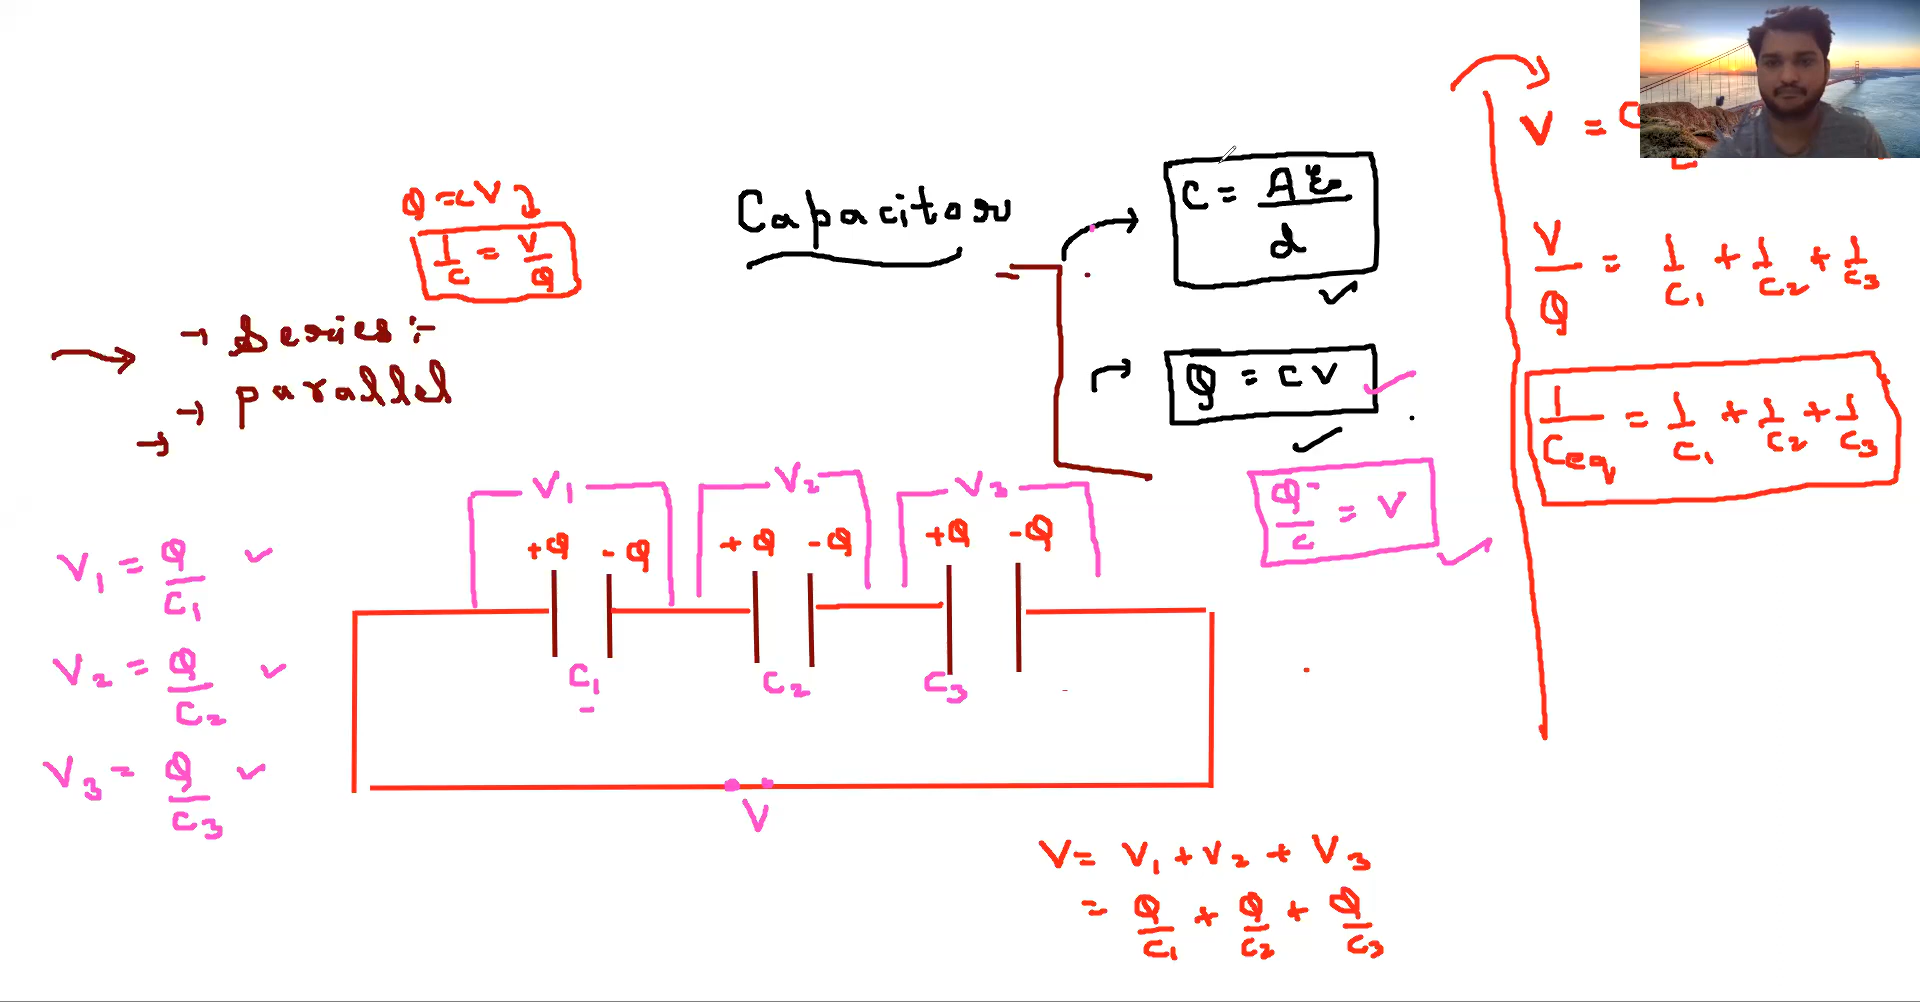 Capacitor
C = Aε₀/d
Q = CV
Q/C = V
Q = CV
1/C = V/Q
→ Series :-
→ parallel
→
V₁ V₂ V₃
+Q -Q +Q -Q +Q -Q
C₁ C₂ C₃
V
V₁ = Q/C₁
V₂ = Q/C₂
V₃ = Q/C₃
V = V₁ + V₂ + V₃
= Q/C₁ + Q/C₂ + Q/C₃
V =
V/Q = 1/C₁ + 1/C₂ + 1/C₃
1/Ceq = 1/C₁ + 1/C₂ + 1/C₃